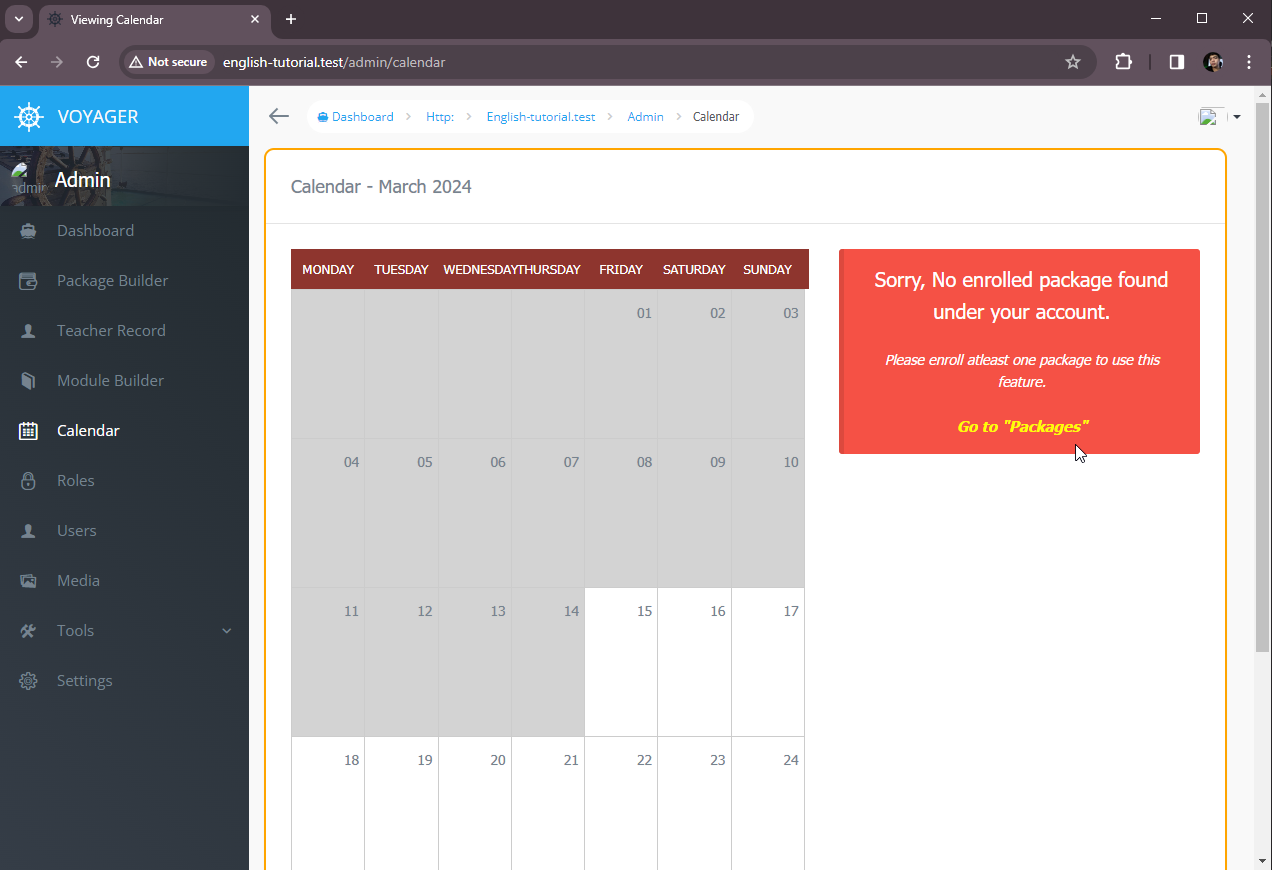 Viewing Calendar
Not secure
english-tutorial.test/admin/calendar
VOYAGER
Dashboard
Http:
English-tutorial.test
Admin
Calendar
admin
Admin
Dashboard
Package Builder
Teacher Record
Module Builder
Calendar
Roles
Users
Media
Tools
Settings
Calendar - March 2024
MONDAY TUESDAY WEDNESDAY THURSDAY FRIDAY SATURDAY SUNDAY
01 02 03
04 05 06 07 08 09 10
11 12 13 14 15 16 17
18 19 20 21 22 23 24
Sorry, No enrolled package found
under your account.
Please enroll atleast one package to use this
feature.
Go to "Packages"